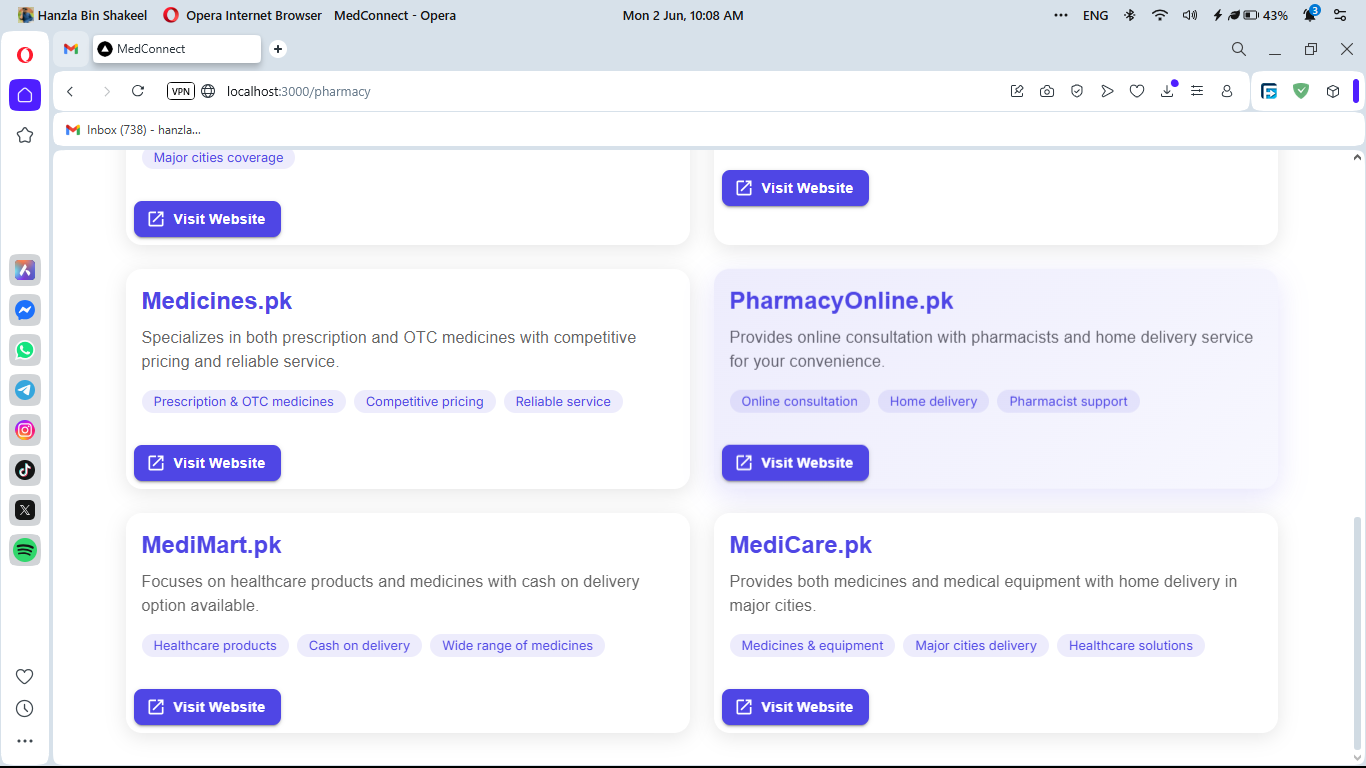 Hanzla Bin Shakeel Opera Internet Browser MedConnect - Opera Mon 2 Jun, 10:08 AM ENG 43% 3
MedConnect
VPN localhost:3000/pharmacy
Inbox (738) - hanzla...
Major cities coverage
Visit Website
Visit Website
Medicines.pk
Specializes in both prescription and OTC medicines with competitive
pricing and reliable service.
Prescription & OTC medicines Competitive pricing Reliable service
Visit Website
PharmacyOnline.pk
Provides online consultation with pharmacists and home delivery service
for your convenience.
Online consultation Home delivery Pharmacist support
Visit Website
MediMart.pk
Focuses on healthcare products and medicines with cash on delivery
option available.
Healthcare products Cash on delivery Wide range of medicines
Visit Website
MediCare.pk
Provides both medicines and medical equipment with home delivery in
major cities.
Medicines & equipment Major cities delivery Healthcare solutions
Visit Website